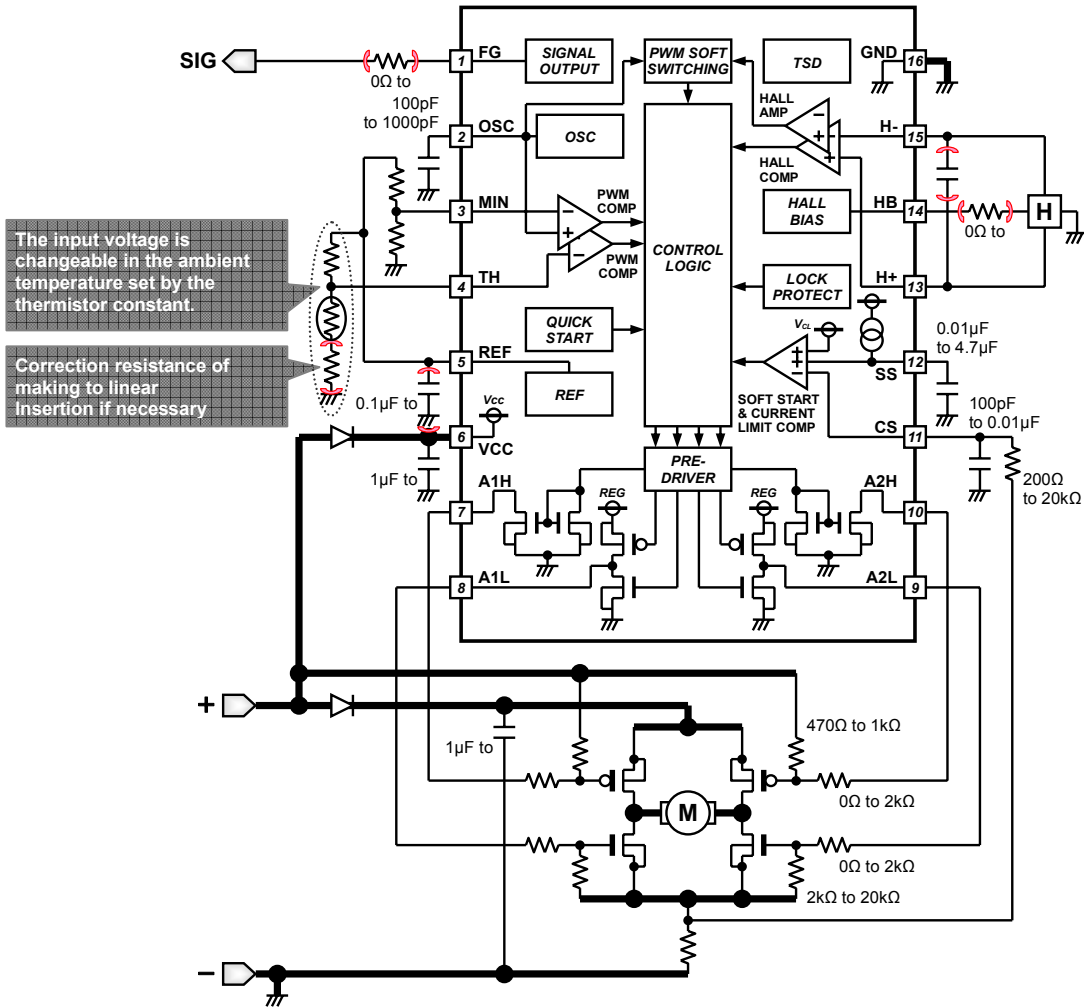 SIG
0Ω to
1
FG
SIGNAL
OUTPUT
PWM SOFT
SWITCHING
TSD
GND
16
100pF
to 1000pF
2
OSC
OSC
HALL
AMP
HALL
COMP
H-
15
3
MIN
PWM
COMP
PWM
COMP
CONTROL
LOGIC
HALL
BIAS
HB
14
0Ω to
H
The input voltage is
changeable in the ambient
temperature set by the
thermistor constant.
4
TH
LOCK
PROTECT
H+
13
QUICK
START
VCL
0.01µF
to 4.7µF
Correction resistance of
making to linear
Insertion if necessary
5
REF
REF
0.1µF to
SS
12
SOFT START
& CURRENT
LIMIT COMP
100pF
to 0.01µF
CS
11
Vcc
6
VCC
1µF to
PRE-
DRIVER
200Ω
to 20kΩ
A1H
7
REG
REG
A2H
10
8
A1L
A2L
9
+
1µF to
470Ω to 1kΩ
0Ω to 2kΩ
M
0Ω to 2kΩ
2kΩ to 20kΩ
–